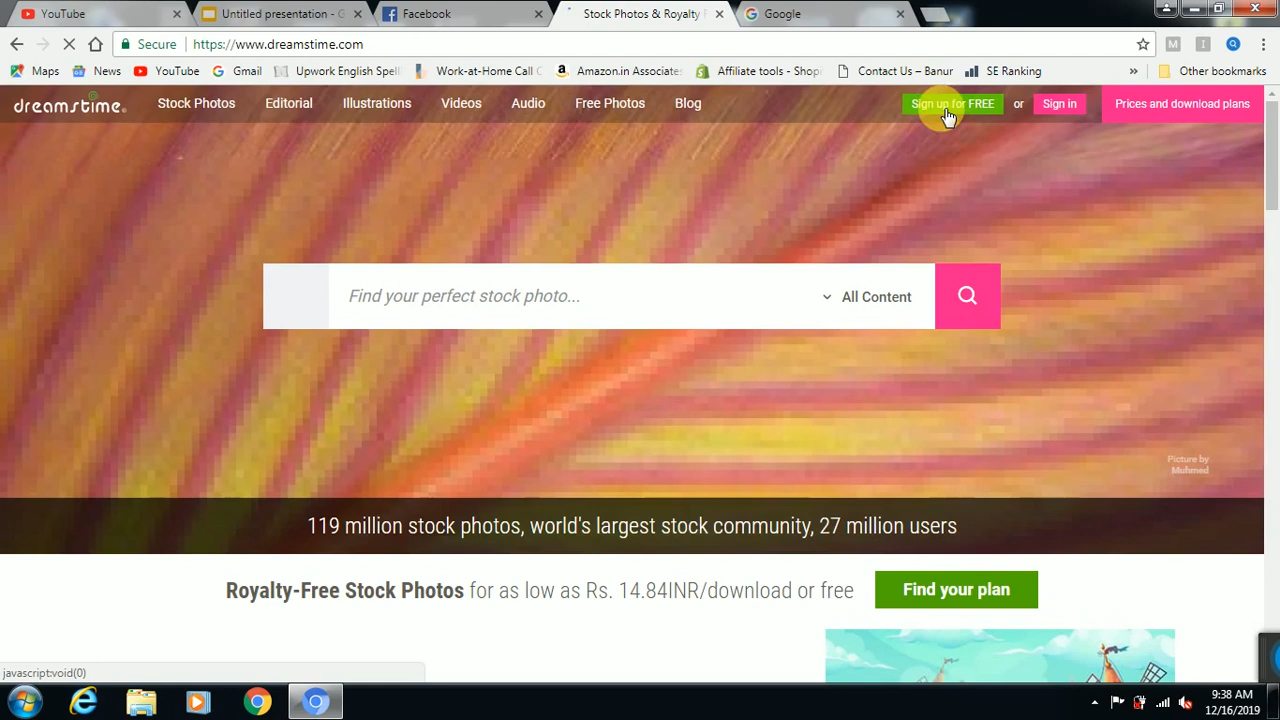 YouTube
Untitled presentation - G
Facebook
Stock Photos & Royalty F
Google
Secure
https://www.dreamstime.com
M
I
Maps
News
YouTube
Gmail
Upwork English Spell
Work-at-Home Call C
Amazon.in Associates
Affiliate tools - Shop
Contact Us – Banur
SE Ranking
»
Other bookmarks
dreamstime
Stock Photos
Editorial
Illustrations
Videos
Audio
Free Photos
Blog
Sign up for FREE
or
Sign in
Prices and download plans
Find your perfect stock photo...
All Content
Picture by
Muhmed
119 million stock photos, world's largest stock community, 27 million users
Royalty-Free Stock Photos for as low as Rs. 14.84INR/download or free
Find your plan
javascript:void(0)
9:38 AM
12/16/2019